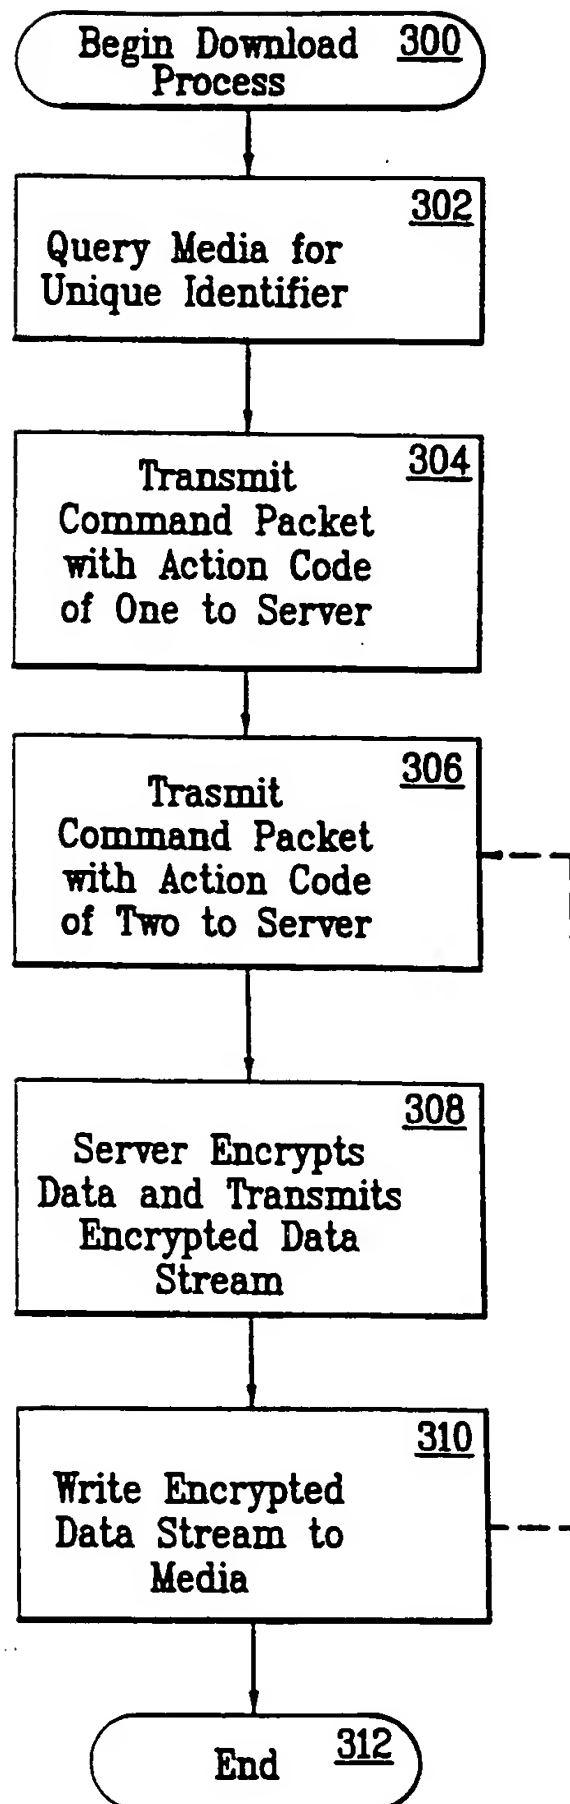 Begin Download 300
Process
302
Query Media for
Unique Identifier
304
Transmit
Command Packet
with Action Code
of One to Server
306
Trasmit
Command Packet
with Action Code
of Two to Server
308
Server Encrypts
Data and Transmits
Encrypted Data
Stream
310
Write Encrypted
Data Stream to
Media
End 312